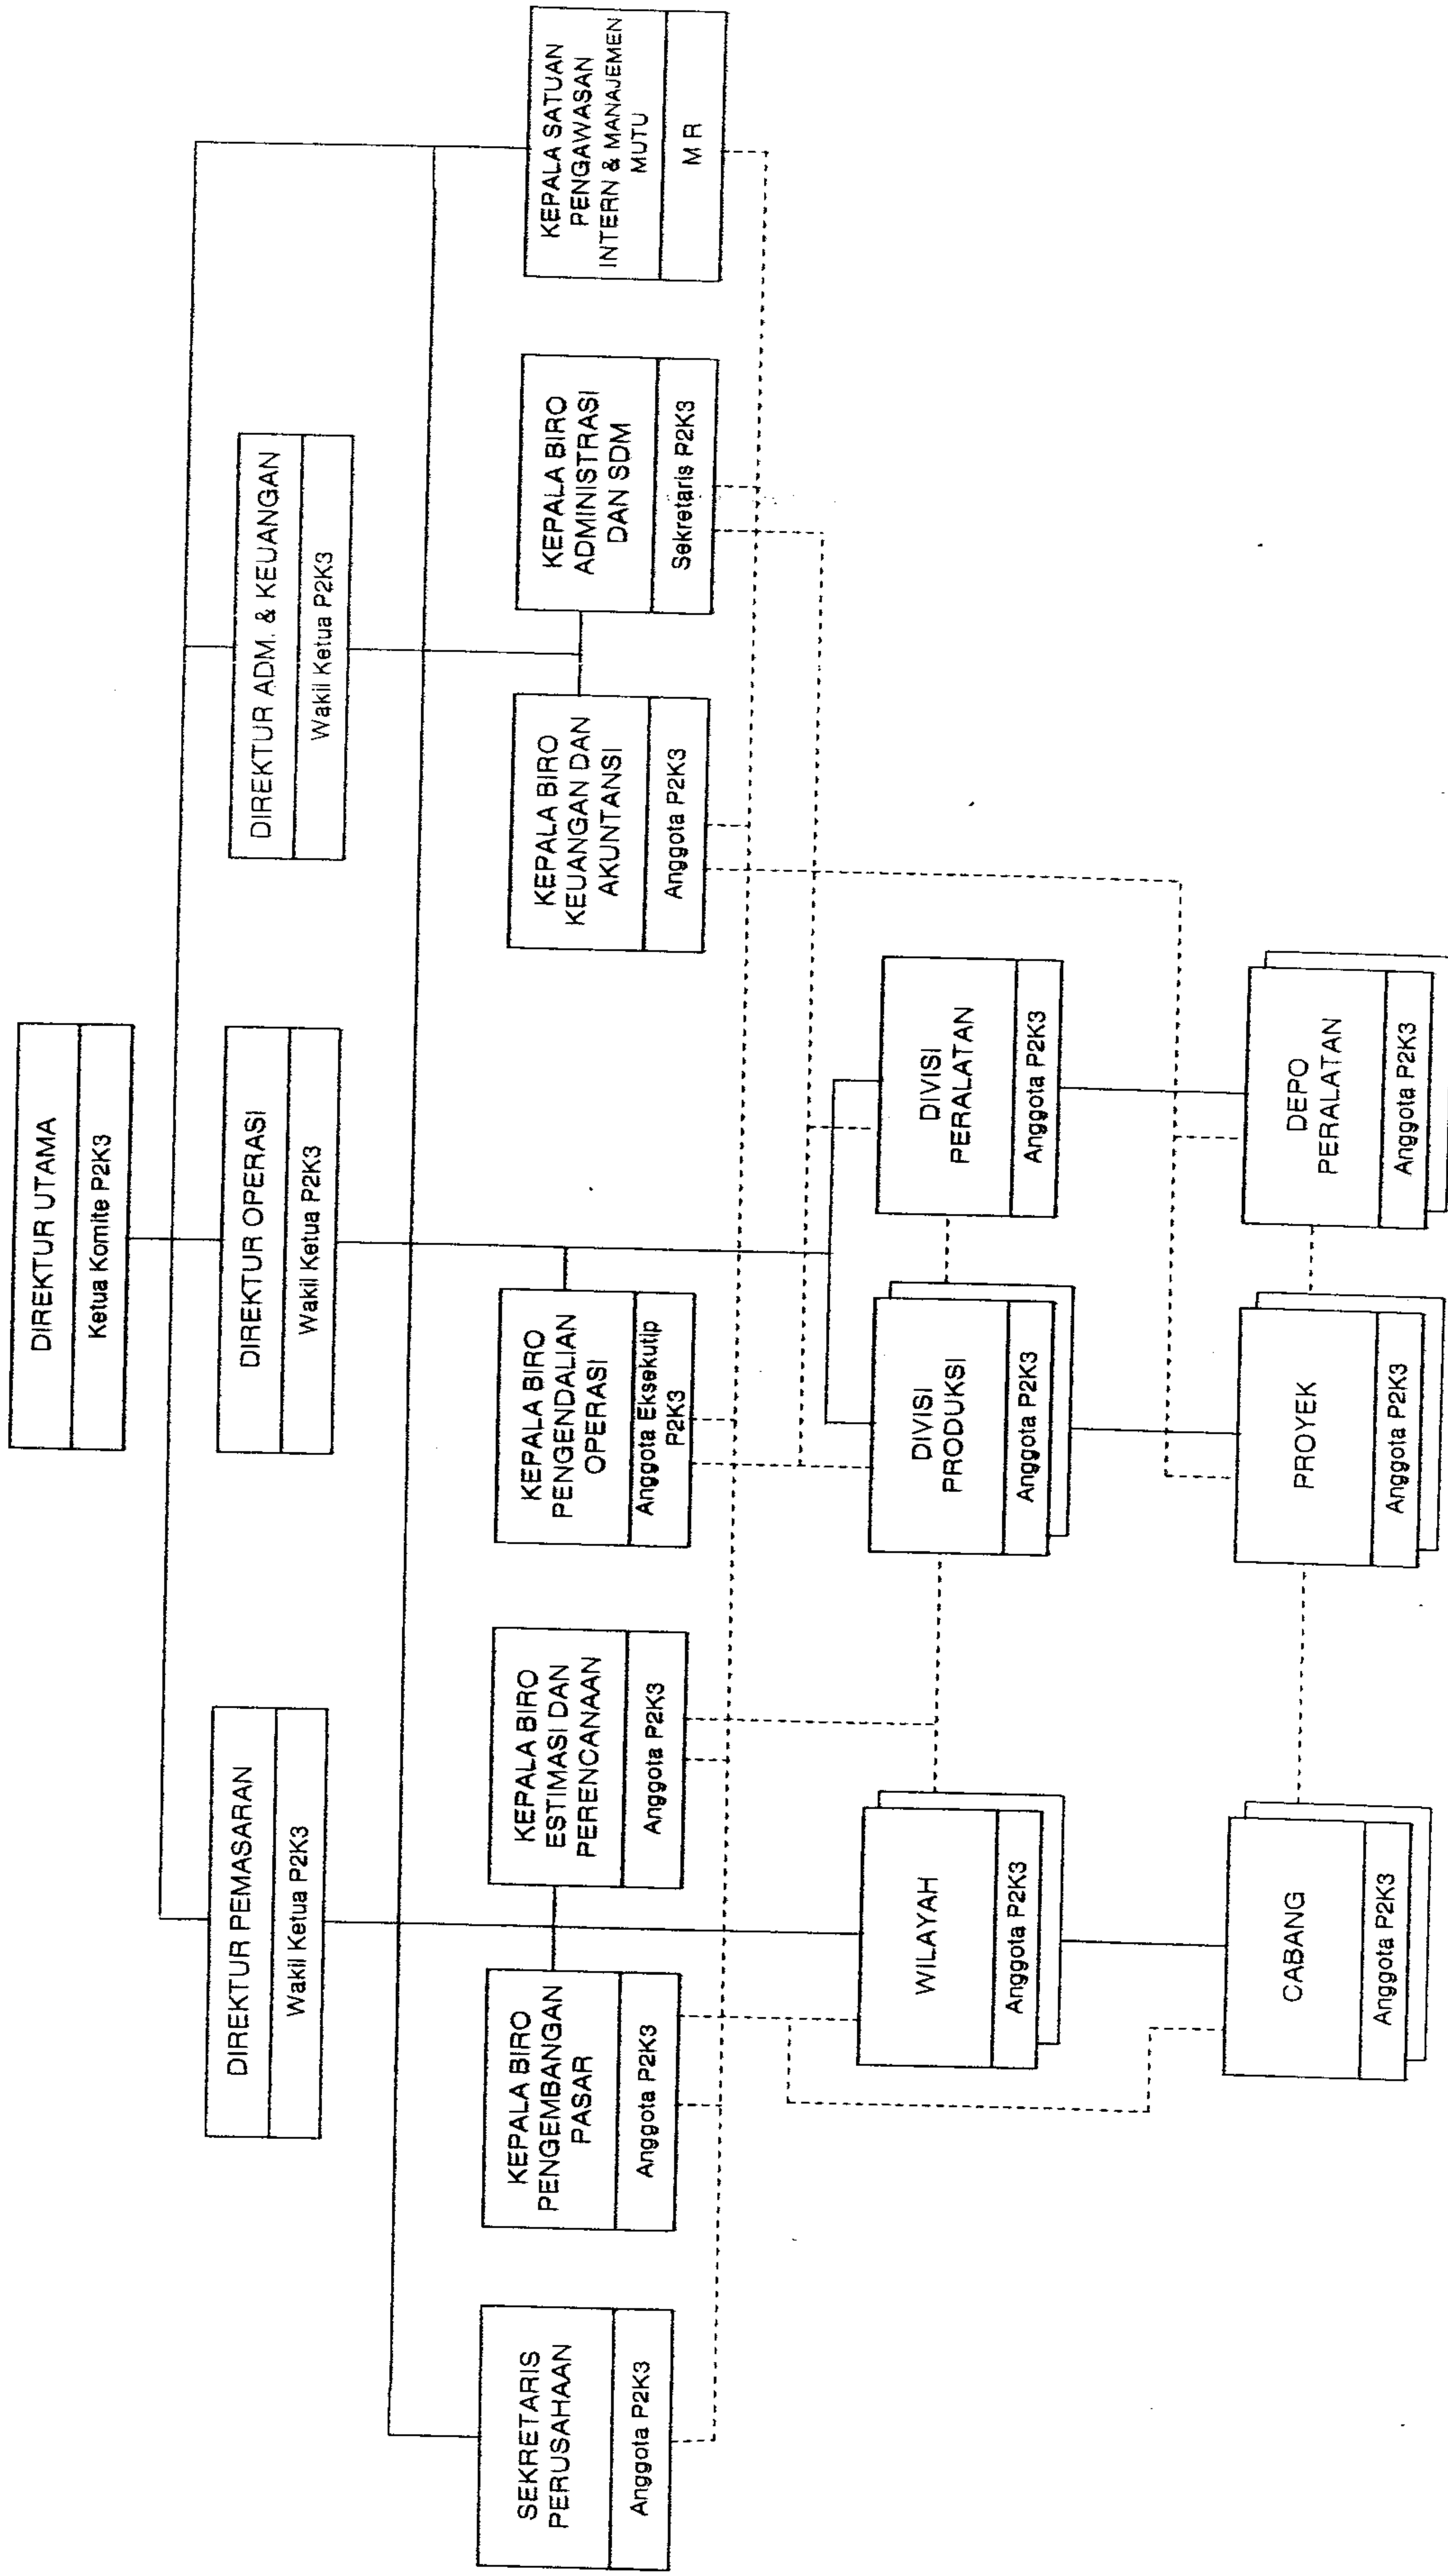 DIREKTUR UTAMA
Ketua Komite P2K3
DIREKTUR PEMASARAN
Wakil Ketua P2K3
DIREKTUR OPERASI
Wakil Ketua P2K3
DIREKTUR ADM. & KEUANGAN
Wakil Ketua P2K3
SEKRETARIS
PERUSAHAAN
Anggota P2K3
KEPALA BIRO
PENGEMBANGAN
PASAR
Anggota P2K3
KEPALA BIRO
ESTIMASI DAN
PERENCANAAN
Anggota P2K3
KEPALA BIRO
PENGENDALIAN
OPERASI
Anggota Eksekutip
P2K3
KEPALA BIRO
KEUANGAN DAN
AKUNTANSI
Anggota P2K3
KEPALA BIRO
ADMINISTRASI
DAN SDM
Sekretaris P2K3
KEPALA SATUAN
PENGAWASAN
INTERN & MANAJEMEN
MUTU
M R
WILAYAH
Anggota P2K3
DIVISI
PRODUKSI
Anggota P2K3
DIVISI
PERALATAN
Anggota P2K3
CABANG
Anggota P2K3
PROYEK
Anggota P2K3
DEPO
PERALATAN
Anggota P2K3